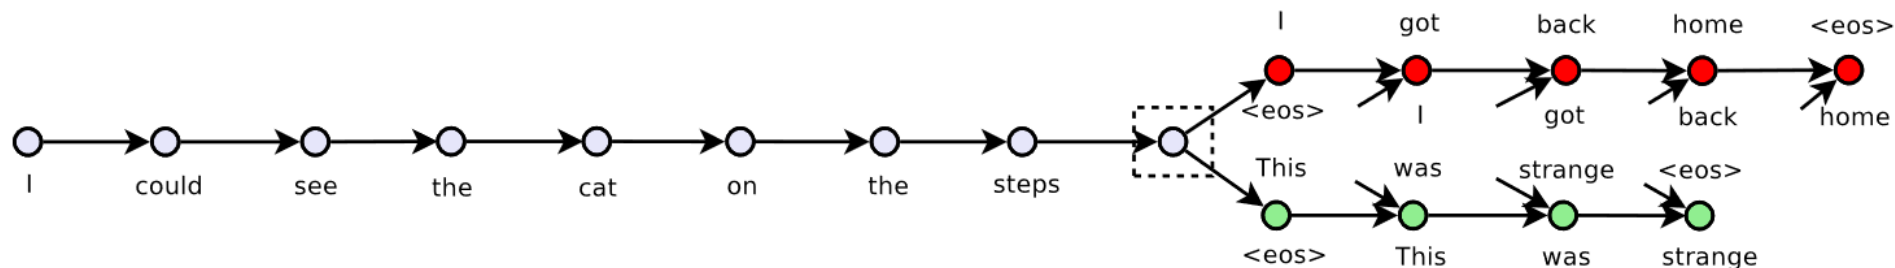 I got back home <eos>
<eos> I got back home
I could see the cat on the steps
This was strange <eos>
<eos> This was strange